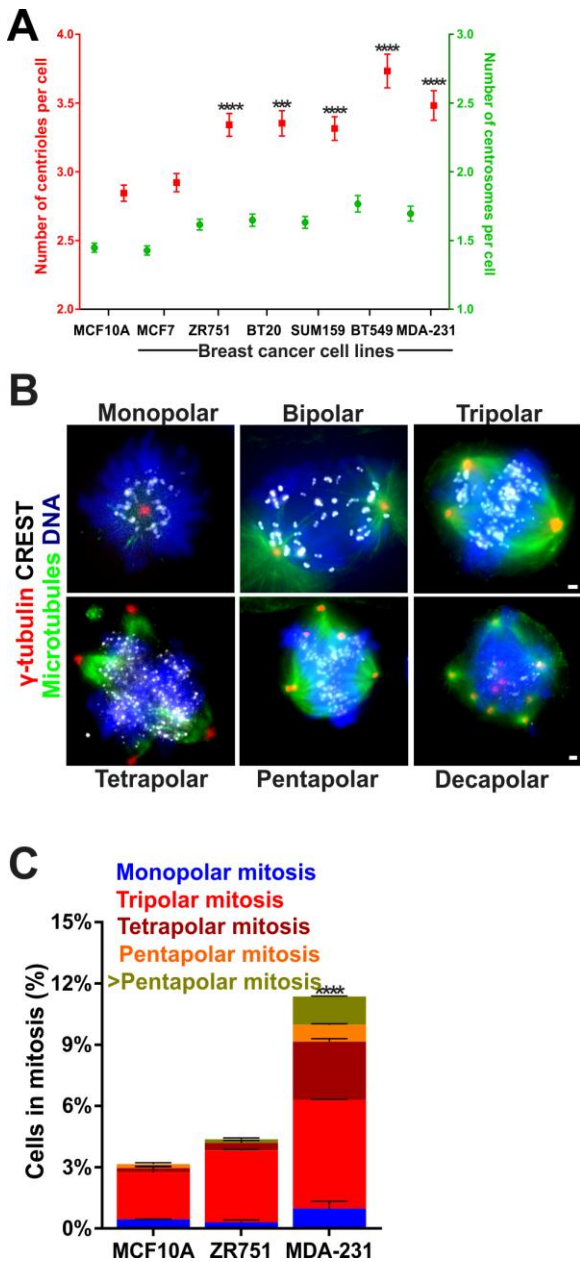 A
Number of centrioles per cell
4.0
3.5
3.0
2.5
2.0
****
***
****
****
****
3.0
2.5
2.0
1.5
1.0
Number of centrosomes per cell
MCF10A MCF7 ZR751 BT20 SUM159 BT549 MDA-231
Breast cancer cell lines
B
Monopolar Bipolar Tripolar
γ-tubulin CREST
Microtubules DNA
Tetrapolar Pentapolar Decapolar
C
Monopolar mitosis
Tripolar mitosis
Tetrapolar mitosis
Pentapolar mitosis
>Pentapolar mitosis
****
Cells in mitosis (%)
15%
12%
9%
6%
3%
0%
MCF10A ZR751 MDA-231